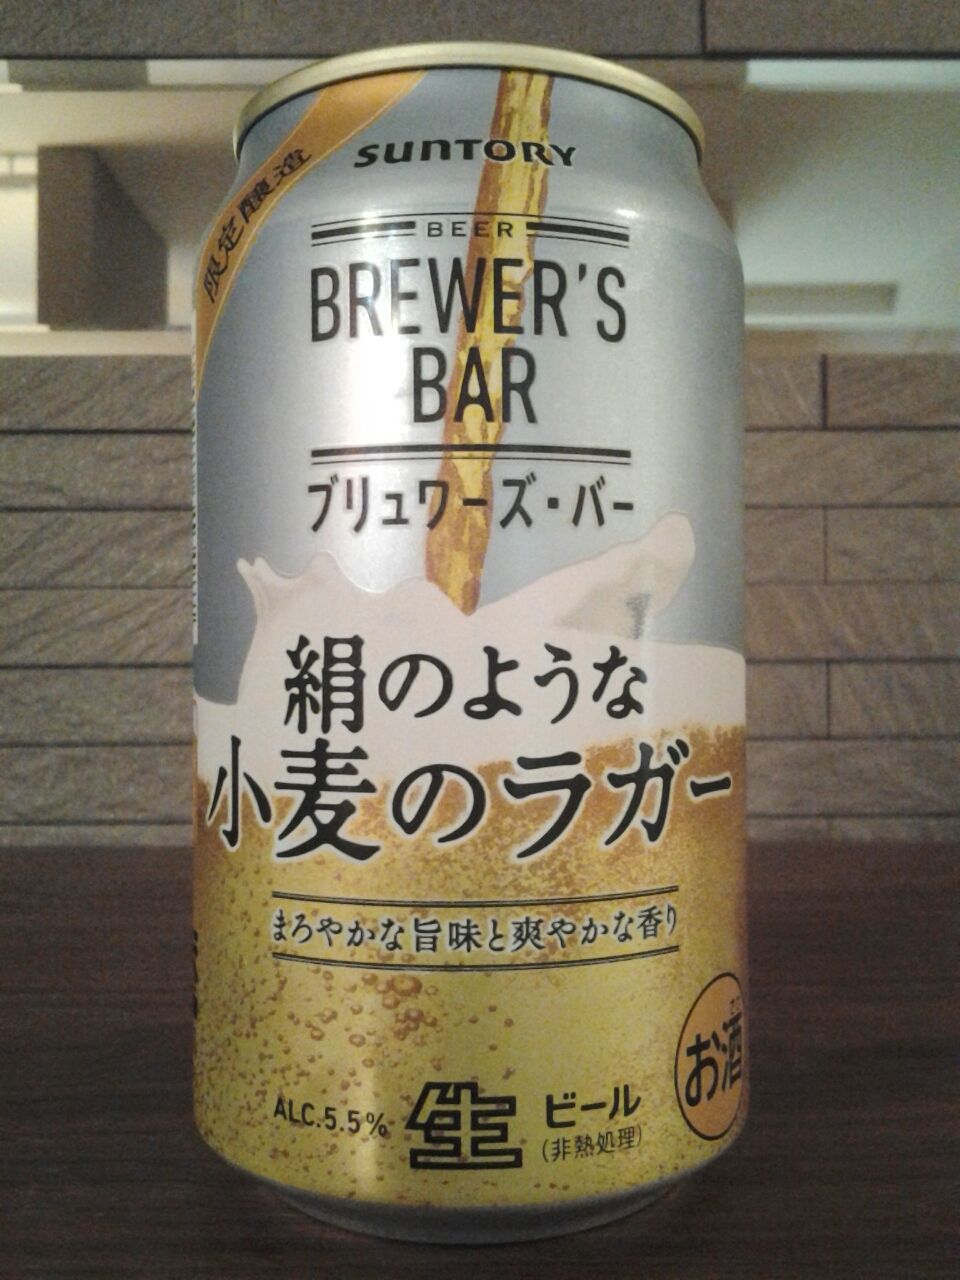 限定醸造
SUNTORY
BEER
BREWER'S
BAR
ブリュワーズ・バー
絹のような
小麦のラガー
まろやかな旨味と爽やかな香り
お酒
ALC.5.5%
生
ビール
(非熱処理)